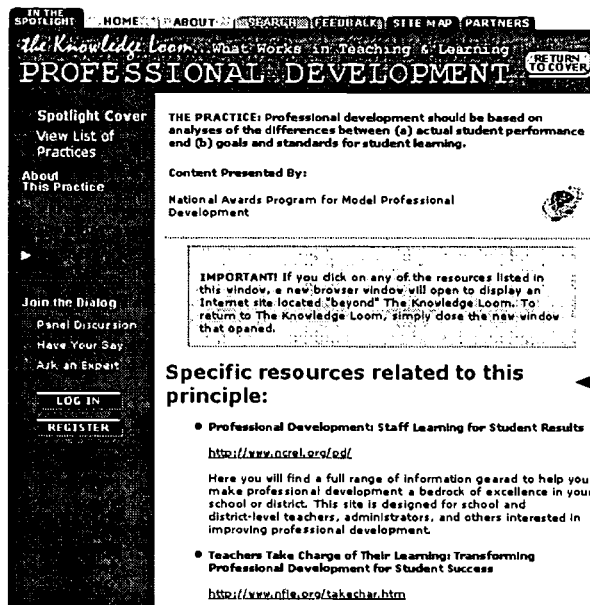 IN THE
SPOTLIGHT
HOME
ABOUT
SEARCH
FEEDBACK
SITE MAP
PARTNERS
the Knowledge Loom...What Works in Teaching & Learning
PROFESSIONAL DEVELOPMENT
RETURN
TO COVER
Spotlight Cover
View List of
Practices
About
This Practice
Join the Dialog
Panel Discussion
Have Your Say
Ask an Expert
LOG IN
REGISTER
THE PRACTICE: Professional development should be based on
analyses of the differences between (a) actual student performance
end (b) goals and standards for student learning.
Content Presented By:
National Awards Program for Model Professional
Development
IMPORTANT! If you click on any of the resources listed in
this window, a new browser window will open to display an
Internet site located "beyond" The Knowledge Loom. To
return to The Knowledge Loom, simply close the new window
that opened.
Specific resources related to this
principle:
• Professional Development: Staff Learning for Student Results
http://www.ncrel.org/pd/
Here you will find a full range of information geared to help you
make professional development a bedrock of excellence in your
school or district. This site is designed for school and
district-level teachers, administrators, and others interested in
improving professional development.
• Teachers Take Charge of Their Learning: Transforming
Professional Development for Student Success
http://www.nfie.org/takechar.htm